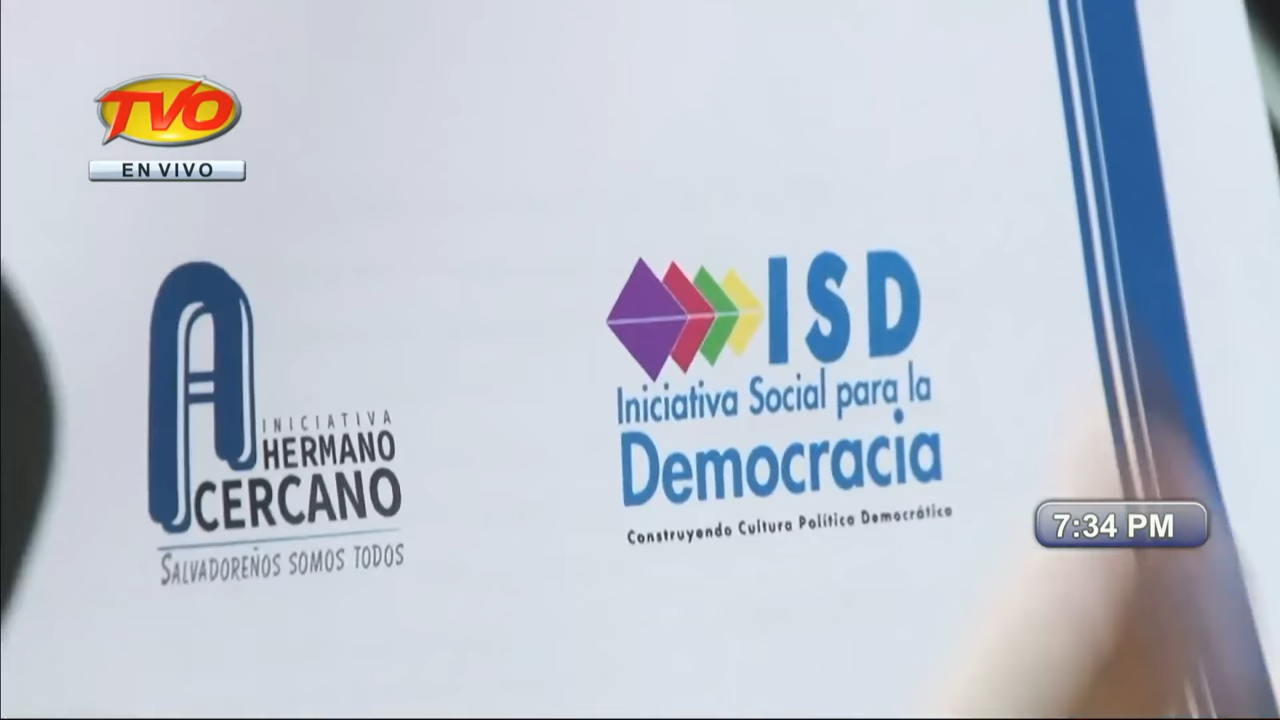 TVO
EN VIVO
INICIATIVA
HERMANO
CERCANO
SALVADOREÑOS SOMOS TODOS
ISD
Iniciativa Social para la
Democracia
Construyendo Cultura Política Democrática
7:34 PM